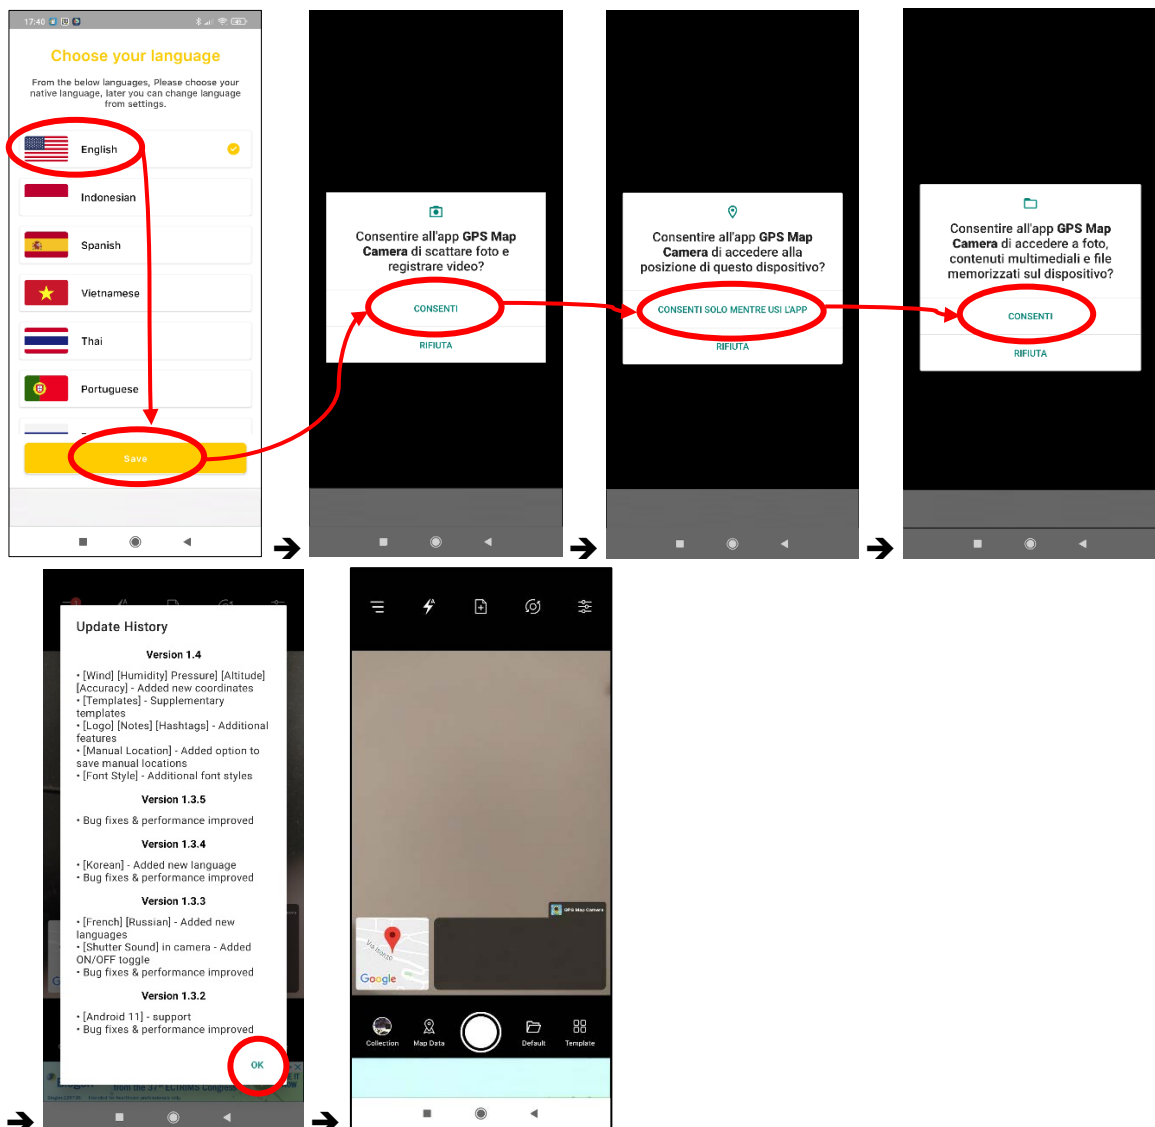 17:40
45
Choose your language
From the below languages, Please choose your
native language, later you can change language
from settings.
English
Indonesian
Spanish
Vietnamese
Thai
Portuguese
Save
Consentire all'app GPS Map
Camera di scattare foto e
registrare video?
CONSENTI
RIFIUTA
Consentire all'app GPS Map
Camera di accedere alla
posizione di questo dispositivo?
CONSENTI SOLO MENTRE USI L'APP
RIFIUTA
Consentire all'app GPS Map
Camera di accedere a foto,
contenuti multimediali e file
memorizzati sul dispositivo?
CONSENTI
RIFIUTA
Update History
Version 1.4
• [Wind] [Humidity] Pressure] [Altitude]
[Accuracy] - Added new coordinates
• [Templates] - Supplementary
templates
• [Logo] [Notes] [Hashtags] - Additional
features
• [Manual Location] - Added option to
save manual locations
• [Font Style] - Additional font styles
Version 1.3.5
• Bug fixes & performance improved
Version 1.3.4
• [Korean] - Added new language
• Bug fixes & performance improved
Version 1.3.3
• [French] [Russian] - Added new
languages
• [Shutter Sound] in camera - Added
ON/OFF toggle
• Bug fixes & performance improved
Version 1.3.2
• [Android 11] - support
• Bug fixes & performance improved
OK
from the 37th ECTRIMS Congress
A
GPS Map Camera
Via Isonzo
Google
Collection
Map Data
Default
Template